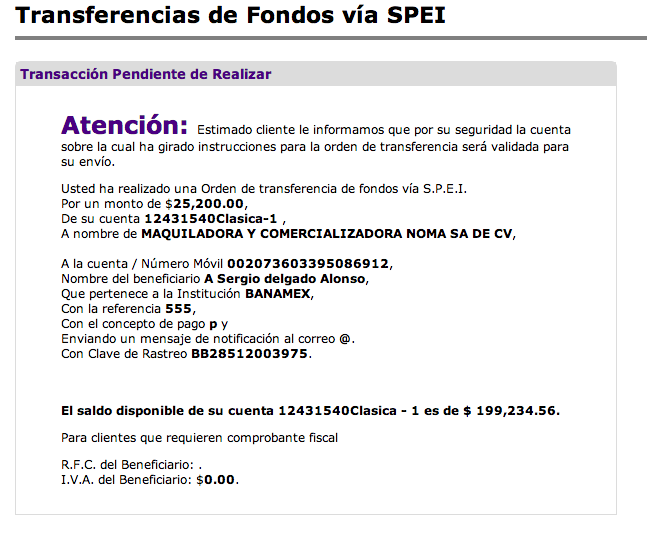 Transferencias de Fondos vía SPEI
Transacción Pendiente de Realizar
Atención: Estimado cliente le informamos que por su seguridad la cuenta
sobre la cual ha girado instrucciones para la orden de transferencia será validada para
su envío.
Usted ha realizado una Orden de transferencia de fondos vía S.P.E.I.
Por un monto de $25,200.00,
De su cuenta 12431540Clasica-1 ,
A nombre de MAQUILADORA Y COMERCIALIZADORA NOMA SA DE CV,
A la cuenta / Número Móvil 002073603395086912,
Nombre del beneficiario A Sergio delgado Alonso,
Que pertenece a la Institución BANAMEX,
Con la referencia 555,
Con el concepto de pago p y
Enviando un mensaje de notificación al correo @.
Con Clave de Rastreo BB28512003975.
El saldo disponible de su cuenta 12431540Clasica - 1 es de $ 199,234.56.
Para clientes que requieren comprobante fiscal
R.F.C. del Beneficiario: .
I.V.A. del Beneficiario: $0.00.